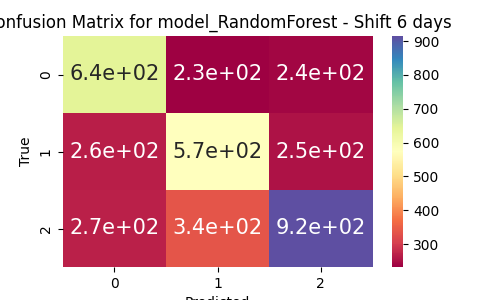 onfusion Matrix for model_RandomForest - Shift 6 days
0 6.4e+02 2.3e+02 2.4e+02
1 2.6e+02 5.7e+02 2.5e+02
2 2.7e+02 3.4e+02 9.2e+02
True
0 1 2
Predicted
900
800
700
600
500
400
300